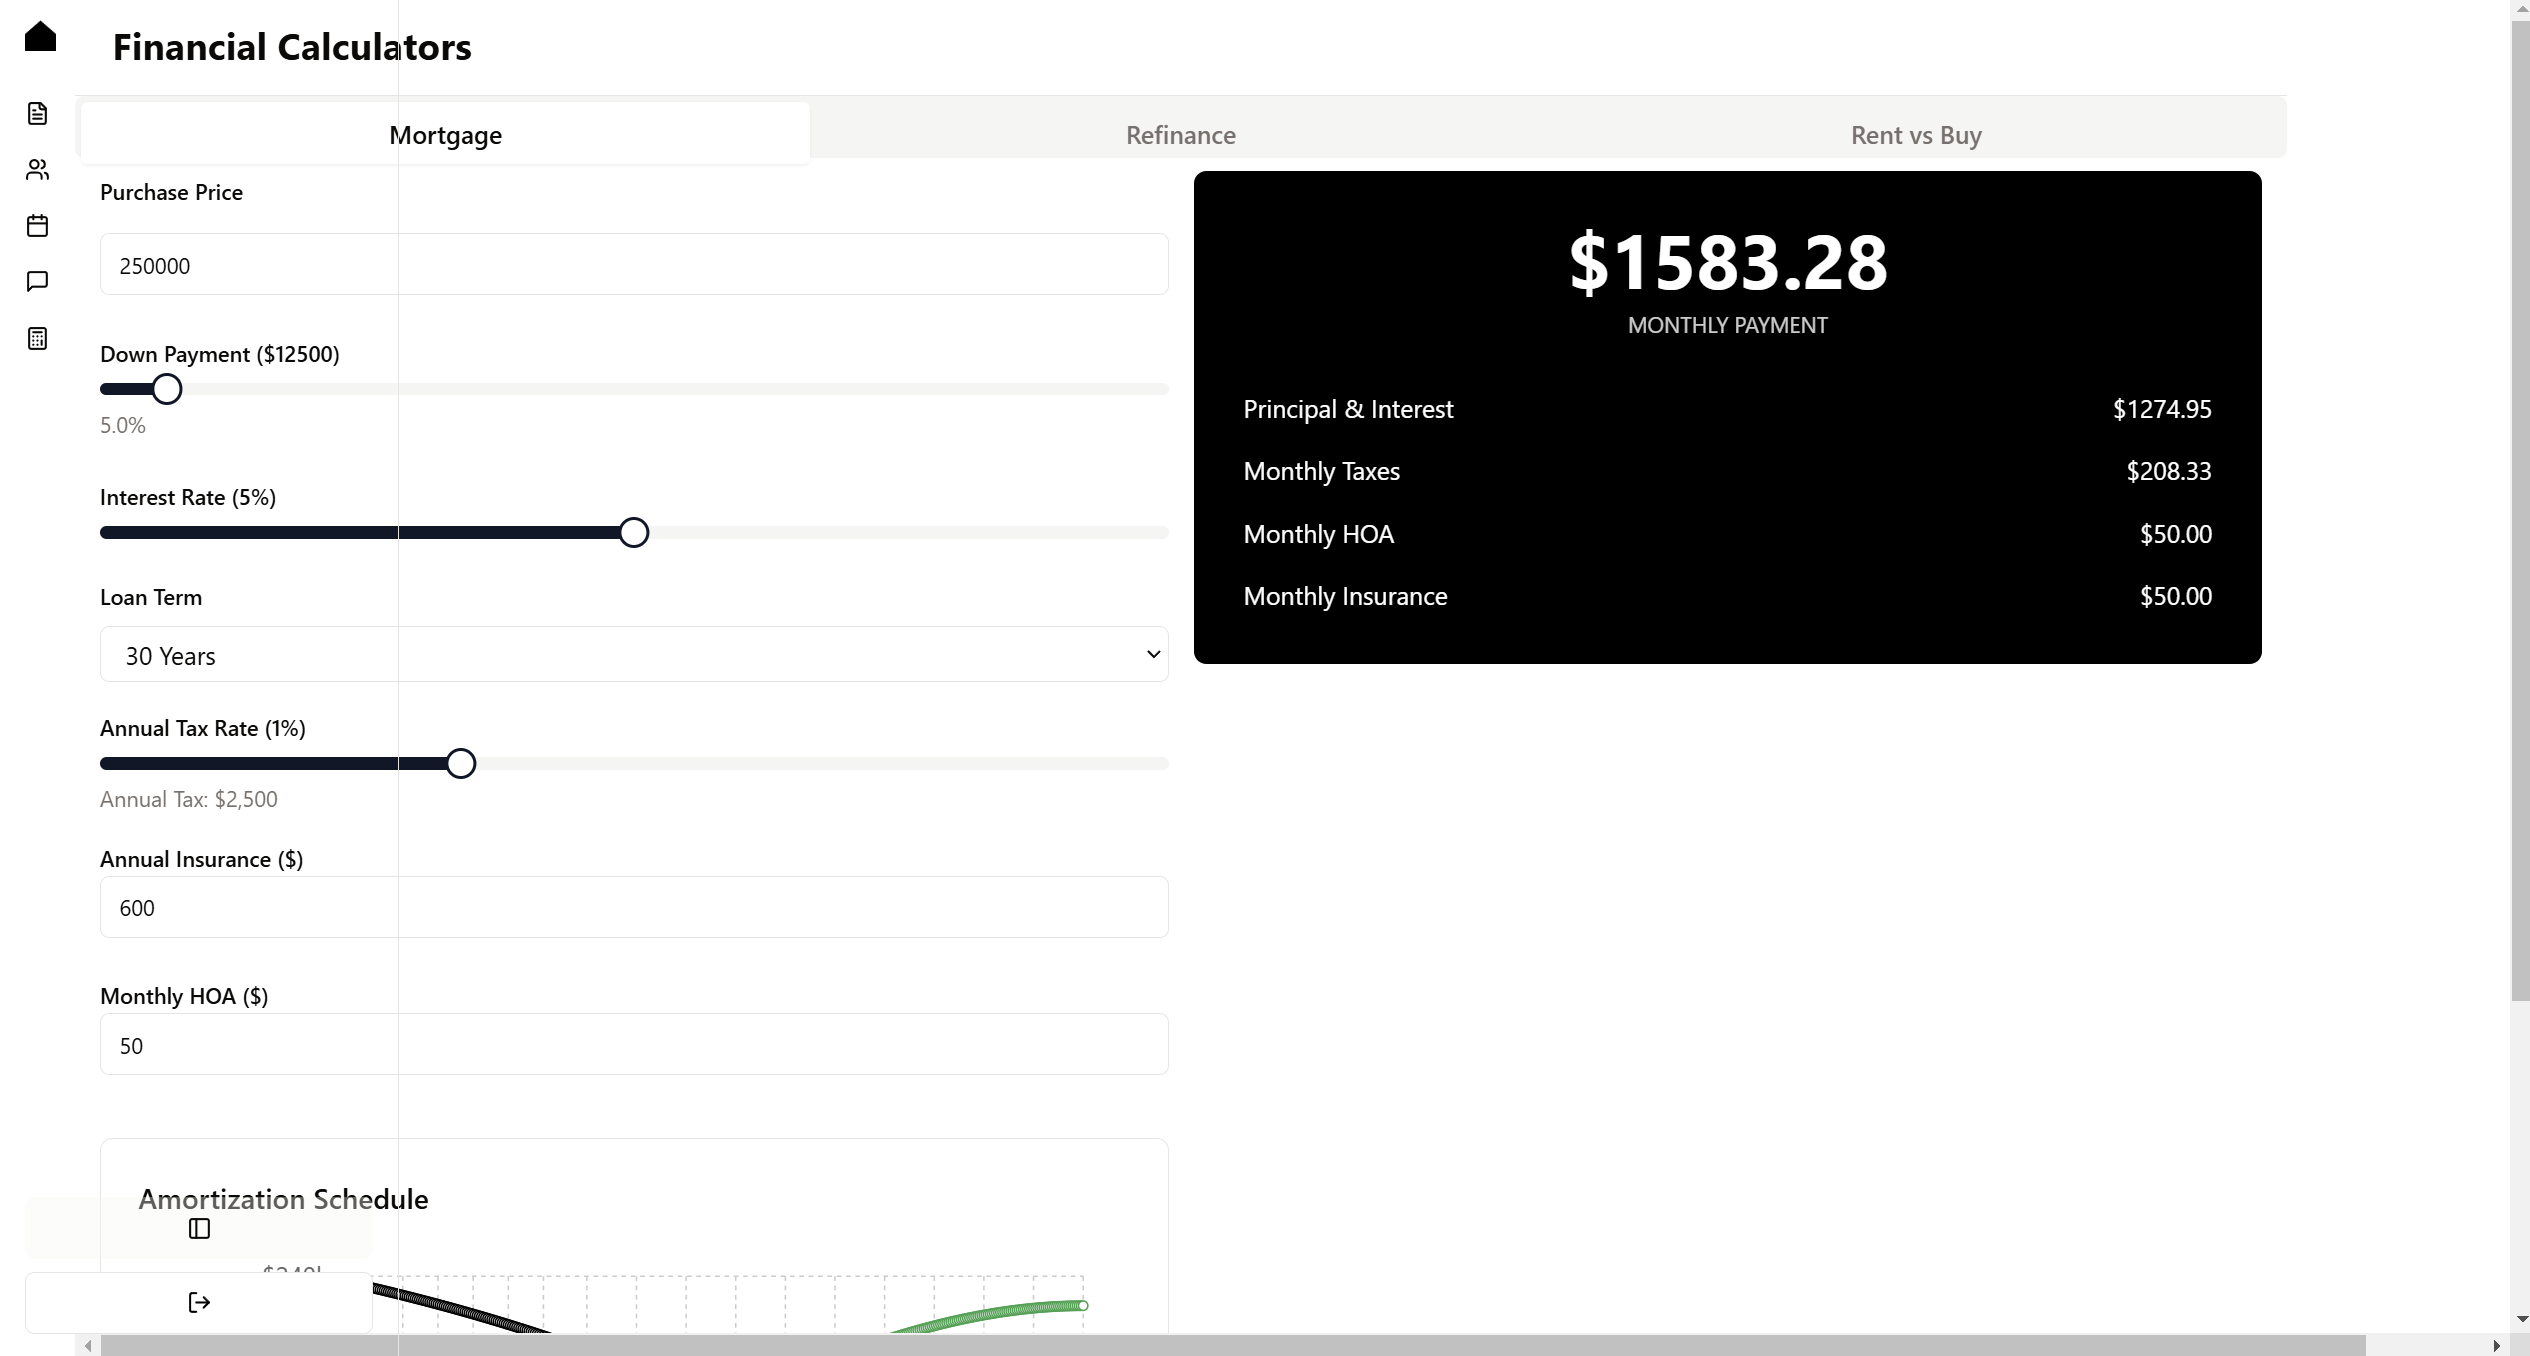 Financial Calculators
Mortgage
Refinance
Rent vs Buy
Purchase Price
250000
Down Payment ($12500)
5.0%
Interest Rate (5%)
Loan Term
30 Years
Annual Tax Rate (1%)
Annual Tax: $2,500
Annual Insurance ($)
600
Monthly HOA ($)
50
$1583.28
MONTHLY PAYMENT
Principal & Interest $1274.95
Monthly Taxes $208.33
Monthly HOA $50.00
Monthly Insurance $50.00
Amortization Schedule